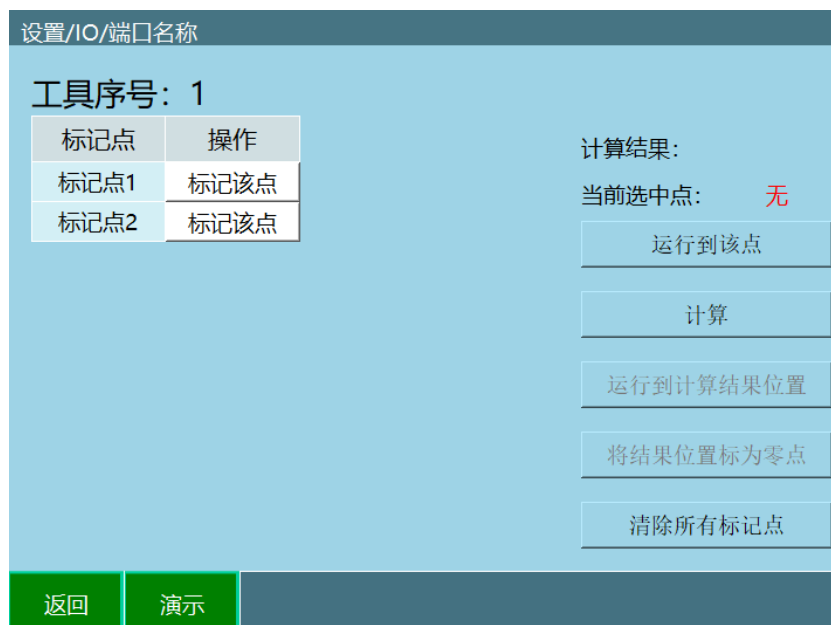 设置/IO/端口名称
工具序号：1
标记点 操作
标记点1 标记该点
标记点2 标记该点
计算结果：
当前选中点： 无
运行到该点
计算
运行到计算结果位置
将结果位置标为零点
清除所有标记点
返回 演示